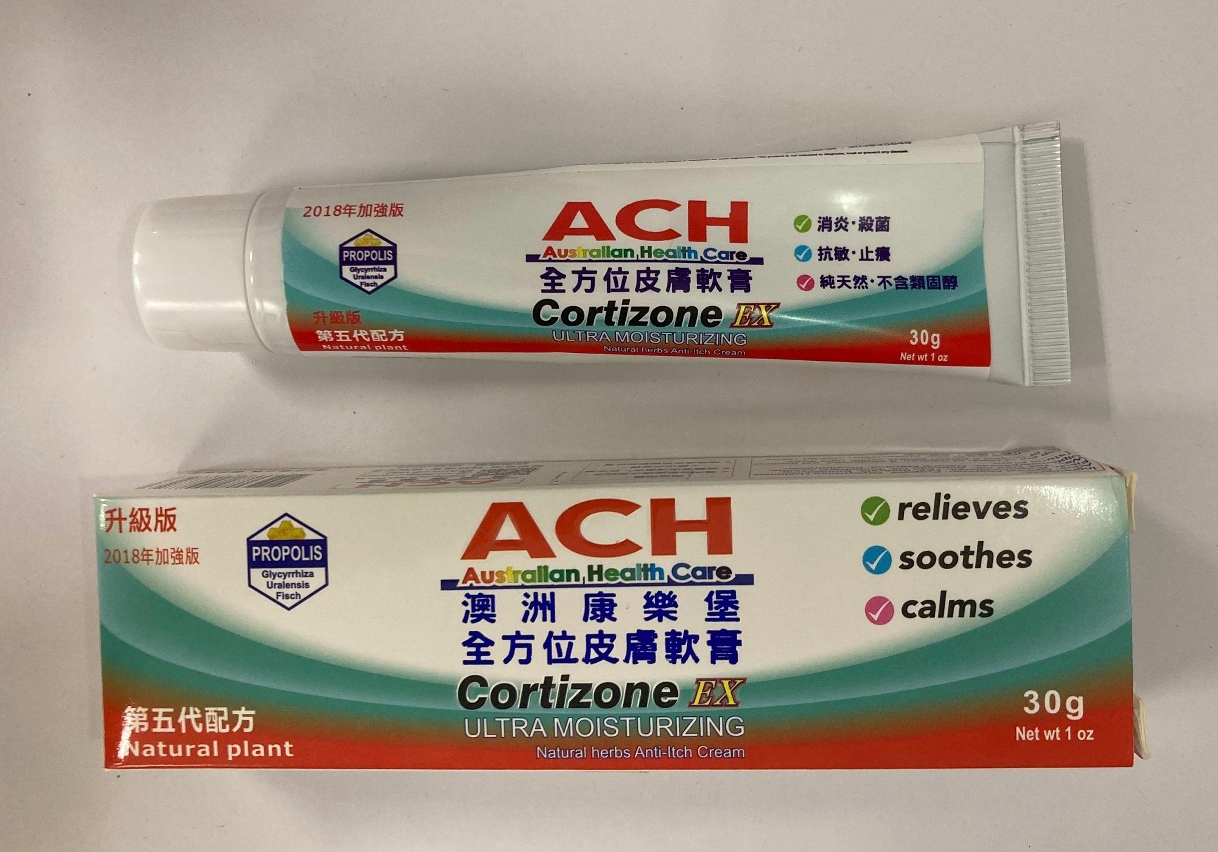 2018年加強版
PROPOLIS
Glycyrrhiza
Uralensis
Fisch
升級版
第五代配方
Natural plant
ACH
Australian Health Care
全方位皮膚軟膏
Cortizone EX
ULTRA MOISTURIZING
Natural herbs Anti-Itch Cream
消炎·殺菌
抗敏·止癢
純天然·不含類固醇
30g
Net wt 1 oz
升級版
2018年加強版
PROPOLIS
Glycyrrhiza
Uralensis
Fisch
第五代配方
Natural plant
ACH
Australian Health Care
澳洲康樂堡
全方位皮膚軟膏
Cortizone EX
ULTRA MOISTURIZING
Natural herbs Anti-Itch Cream
relieves
soothes
calms
30g
Net wt 1 oz